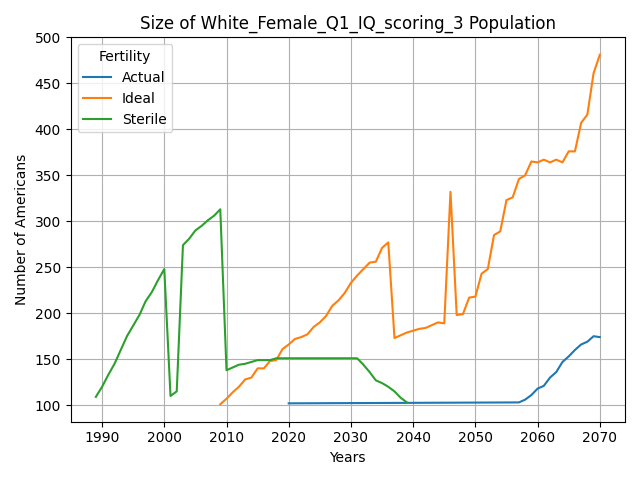 Size of White_Female_Q1_IQ_scoring_3 Population
Number of Americans
500
450
400
350
300
250
200
150
100
Fertility
Actual
Ideal
Sterile
1990 2000 2010 2020 2030 2040 2050 2060 2070
Years